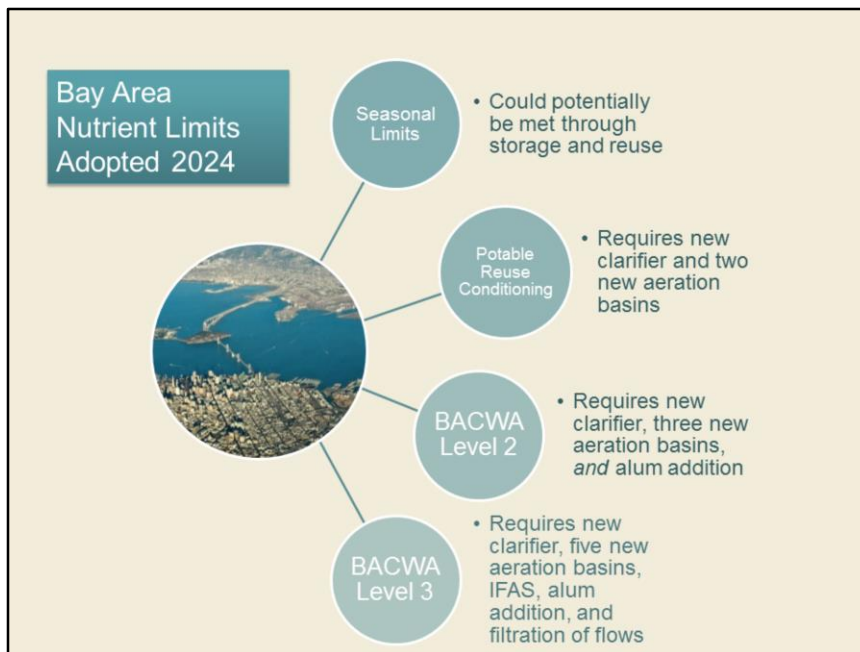 Bay Area
Nutrient Limits
Adopted 2024
Seasonal
Limits
• Could potentially
be met through
storage and reuse
Potable
Reuse
Conditioning
• Requires new
clarifier and two
new aeration
basins
BACWA
Level 2
• Requires new
clarifier, three new
aeration basins,
and alum addition
BACWA
Level 3
• Requires new
clarifier, five new
aeration basins,
IFAS, alum
addition, and
filtration of flows